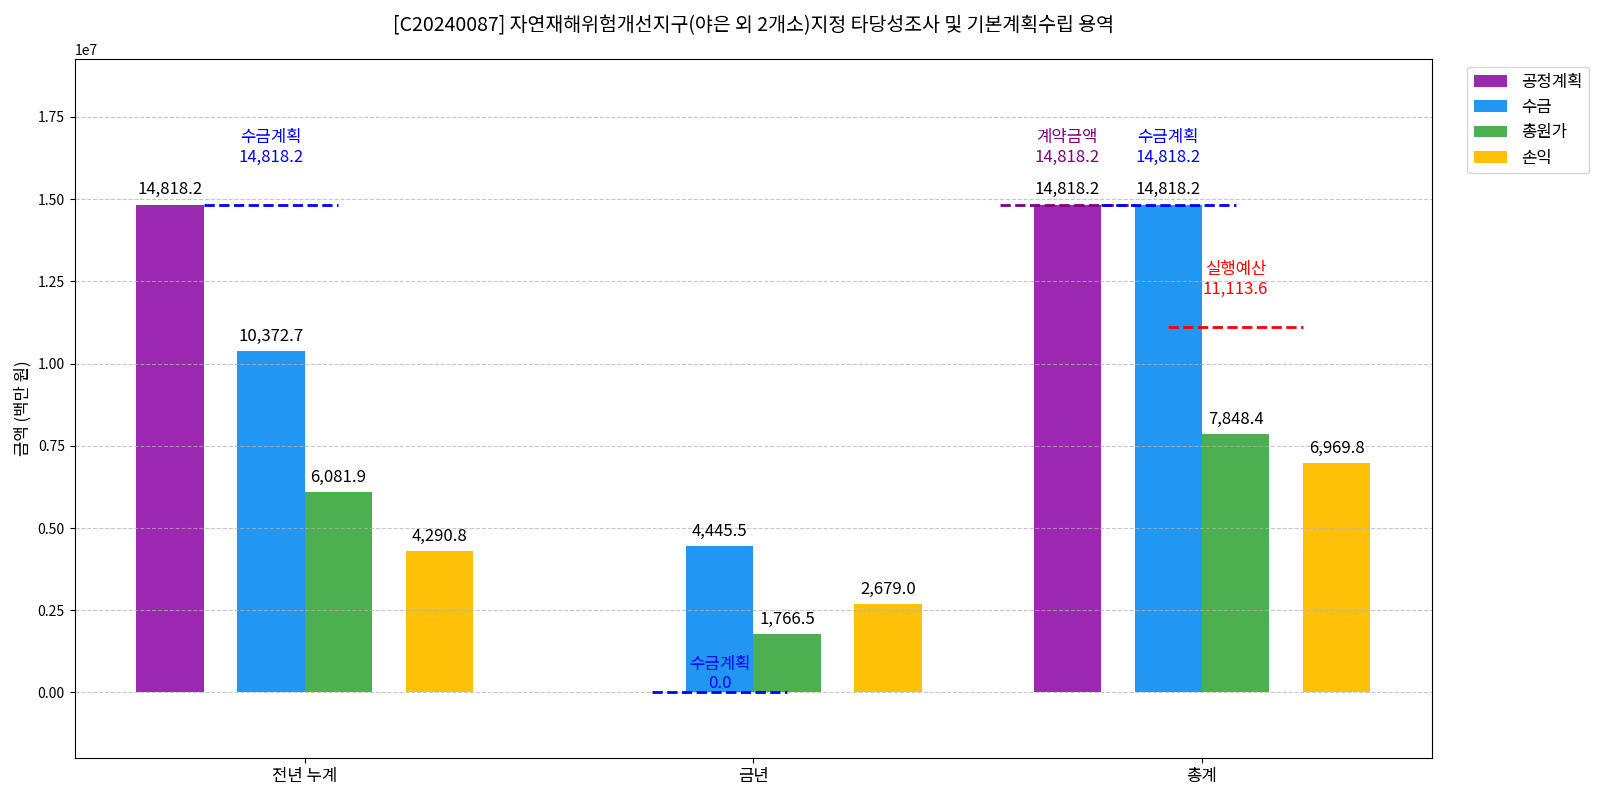 [C20240087] 자연재해위험개선지구(야은 외 2개소)지정 타당성조사 및 기본계획수립 용역
1e7
공정계획
수금
총원가
손익
금액 (백만 원)
1.75
1.50
1.25
1.00
0.75
0.50
0.25
0.00
수금계획
14,818.2
14,818.2
10,372.7
6,081.9
4,290.8
4,445.5
1,766.5
2,679.0
수금계획
0.0
계약금액
14,818.2
수금계획
14,818.2
14,818.2
14,818.2
실행예산
11,113.6
7,848.4
6,969.8
전년 누계
금년
총계